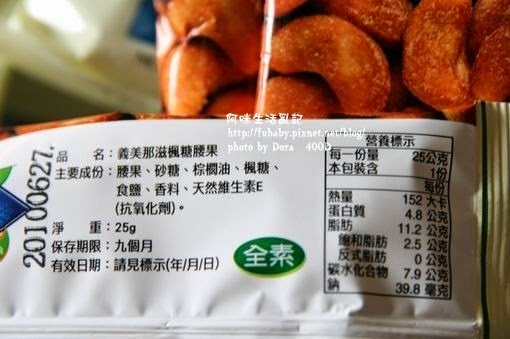 阿咪生活亂記
http://fubaby.pixnet.net/blog/
photo by Dora 400D
20100627.
品名：義美那滋楓糖腰果
主要成份：腰果、砂糖、棕櫚油、楓糖、
食鹽、香料、天然維生素E
(抗氧化劑)。
淨重：25g
保存期限：九個月
有效日期：請見標示(年/月/日)
全素
營養標示
每一份量 25公克
本包裝含 1份
每份
熱量 152 大卡
蛋白質 4.8 公克
脂肪 11.2 公克
飽和脂肪 2.5 公克
反式脂肪 0 公克
碳水化合物 7.9 公克
鈉 39.8 毫克